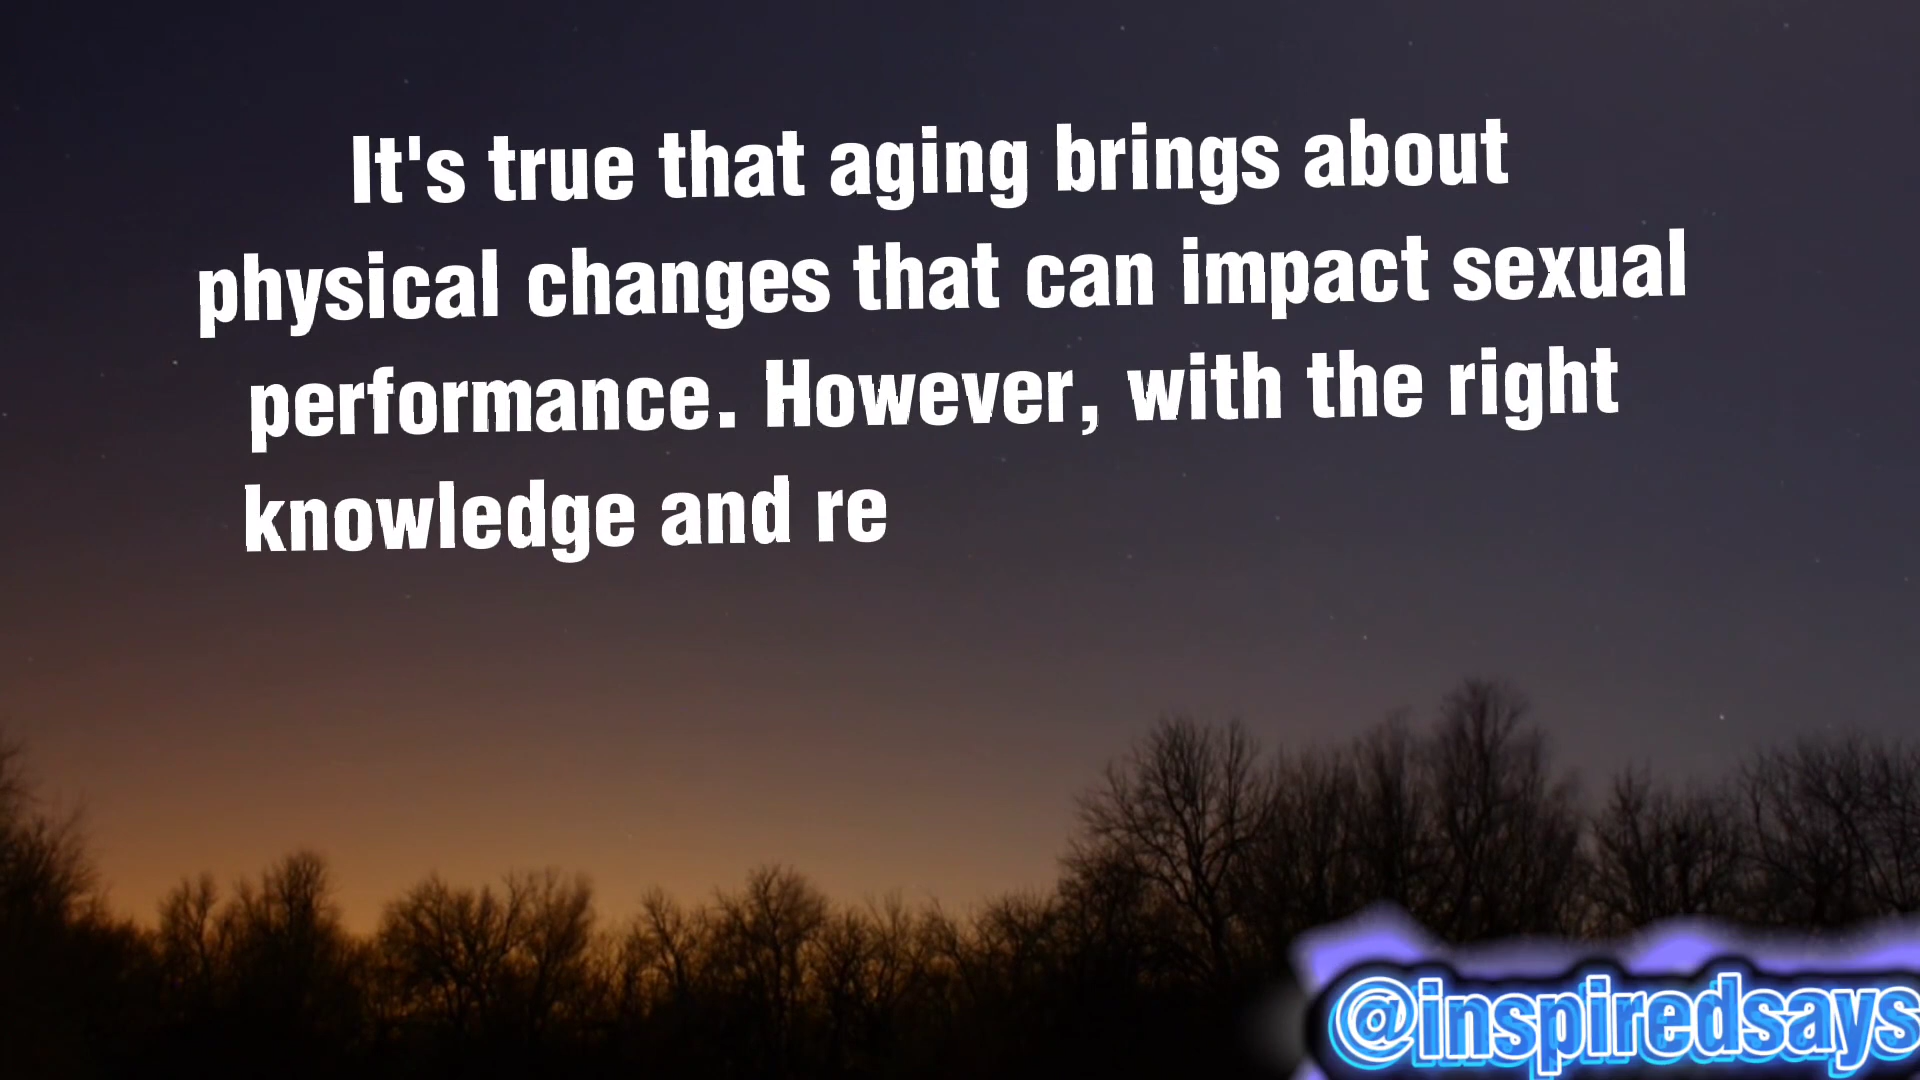 It's true that aging brings about
physical changes that can impact sexual
performance. However, with the right
knowledge and re
@inspiredsays